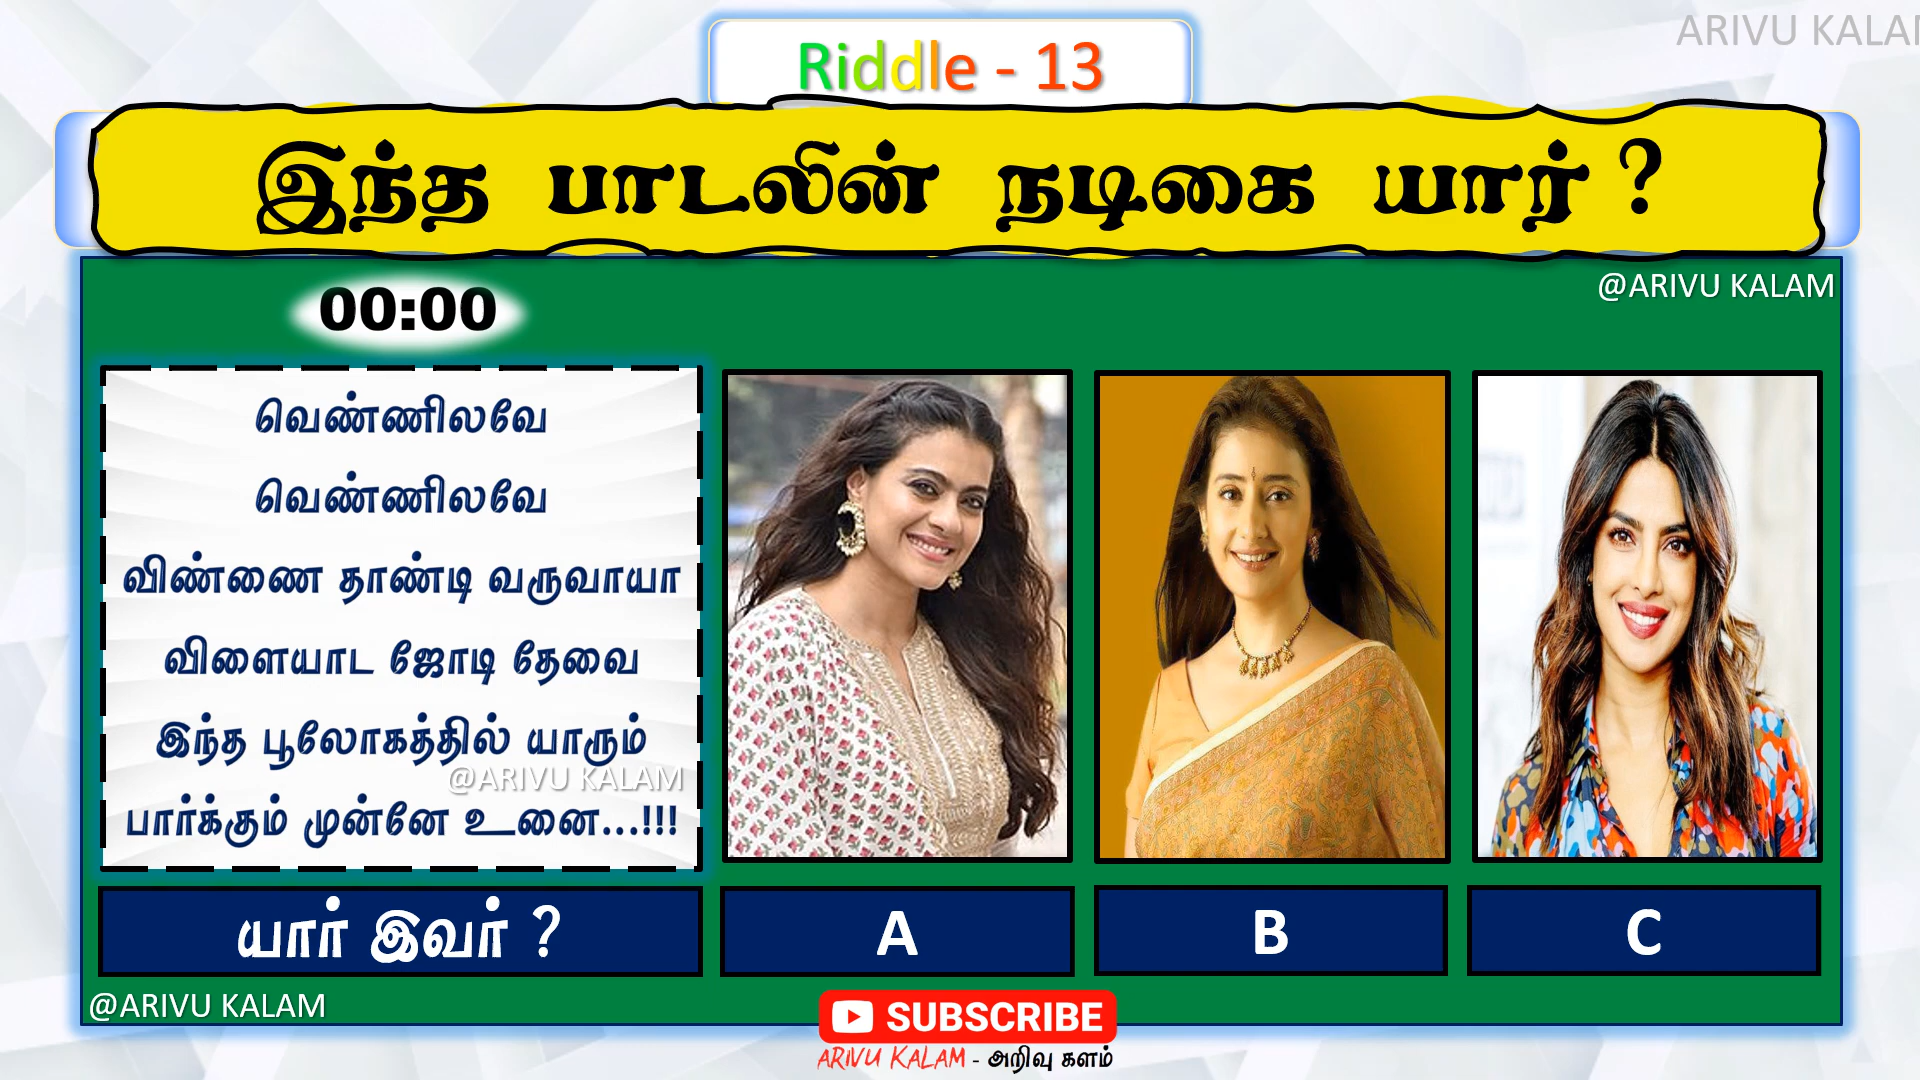 ARIVU KALAM
Riddle - 13
இந்த பாடலின் நடிகை யார் ?
@ARIVU KALAM
00:00
வெண்ணிலவே
வெண்ணிலவே
விண்ணை தாண்டி வருவாயா
விளையாட ஜோடி தேவை
இந்த பூலோகத்தில் யாரும்
@ARIVU KALAM
பார்க்கும் முன்னே உனை...!!!
யார் இவர் ?
A
B
C
@ARIVU KALAM
SUBSCRIBE
ARIVU KALAM - அறிவு களம்